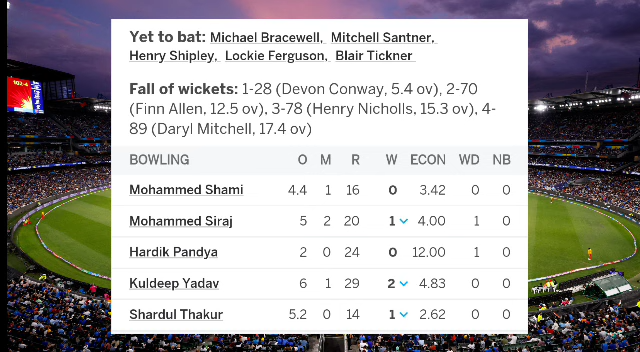 Yet to bat: Michael Bracewell, Mitchell Santner,
Henry Shipley, Lockie Ferguson, Blair Tickner
Fall of wickets: 1-28 (Devon Conway, 5.4 ov), 2-70
(Finn Allen, 12.5 ov), 3-78 (Henry Nicholls, 15.3 ov), 4-
89 (Daryl Mitchell, 17.4 ov)
BOWLING O M R W ECON WD NB
Mohammed Shami 4.4 1 16 0 3.42 0 0
Mohammed Siraj 5 2 20 1 4.00 1 0
Hardik Pandya 2 0 24 0 12.00 1 0
Kuldeep Yadav 6 1 29 2 4.83 0 0
Shardul Thakur 5.2 0 14 1 2.62 0 0